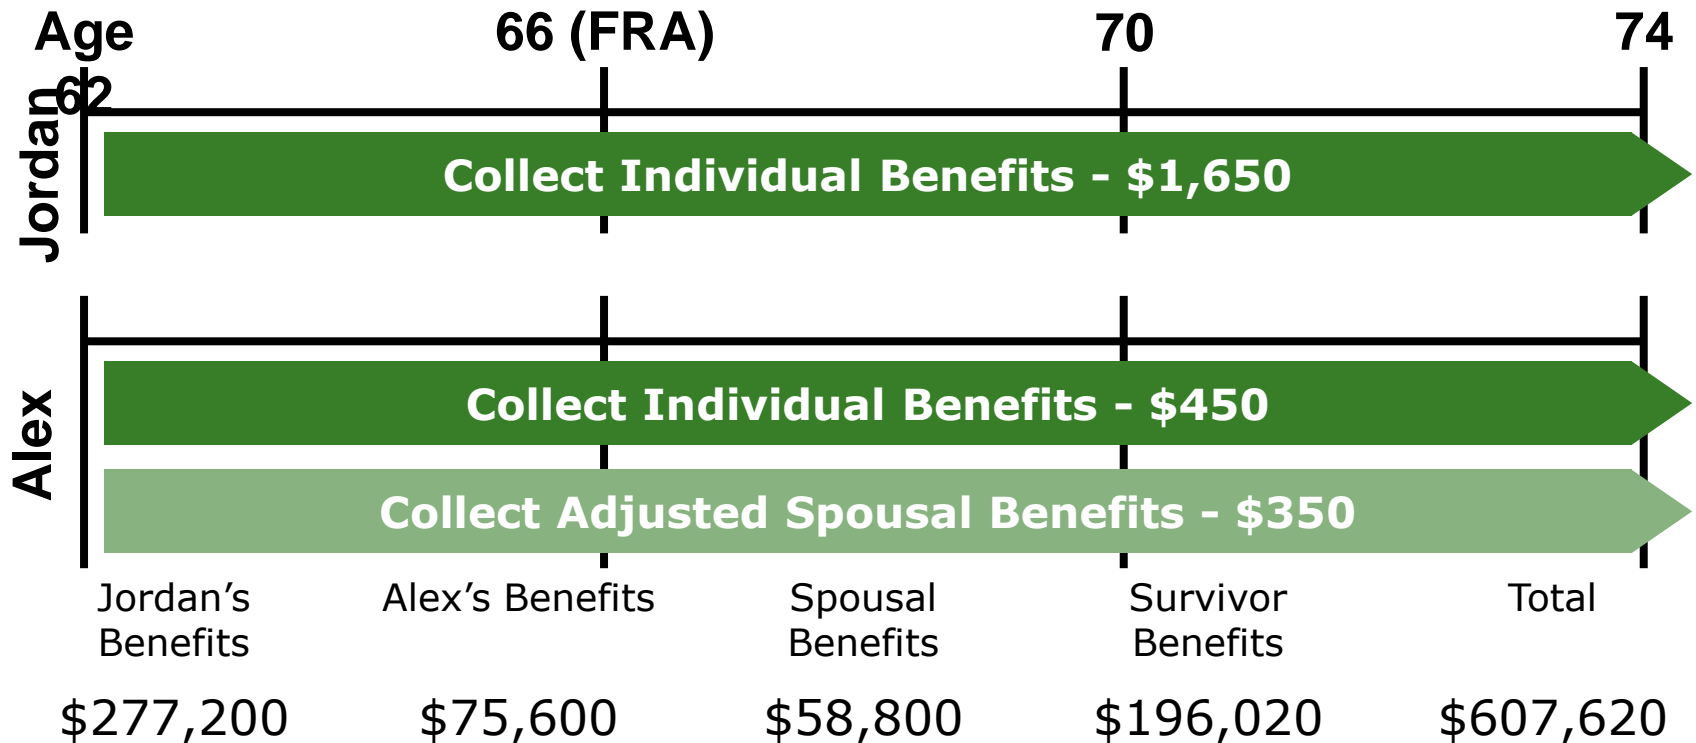 Age 66 (FRA) 70 74
62
Jordan
Collect Individual Benefits - $1,650
Alex
Collect Individual Benefits - $450
Collect Adjusted Spousal Benefits - $350
Jordan’s Alex’s Benefits Spousal Survivor Total
Benefits Benefits Benefits
$277,200 $75,600 $58,800 $196,020 $607,620